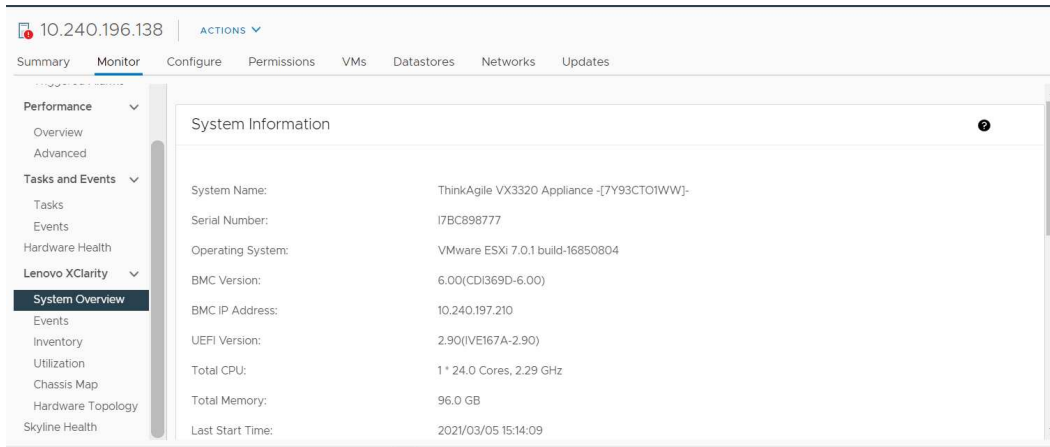 10.240.196.138 ACTIONS
Summary Monitor Configure Permissions VMs Datastores Networks Updates
Performance
Overview
Advanced
Tasks and Events
Tasks
Events
Hardware Health
Lenovo XClarity
System Overview
Events
Inventory
Utilization
Chassis Map
Hardware Topology
Skyline Health
System Information
System Name: ThinkAgile VX3320 Appliance -[7Y93CTO1WW]-
Serial Number: I7BC898777
Operating System: VMware ESXi 7.0.1 build-16850804
BMC Version: 6.00(CDI369D-6.00)
BMC IP Address: 10.240.197.210
UEFI Version: 2.90(IVE167A-2.90)
Total CPU: 1 * 24.0 Cores, 2.29 GHz
Total Memory: 96.0 GB
Last Start Time: 2021/03/05 15:14:09